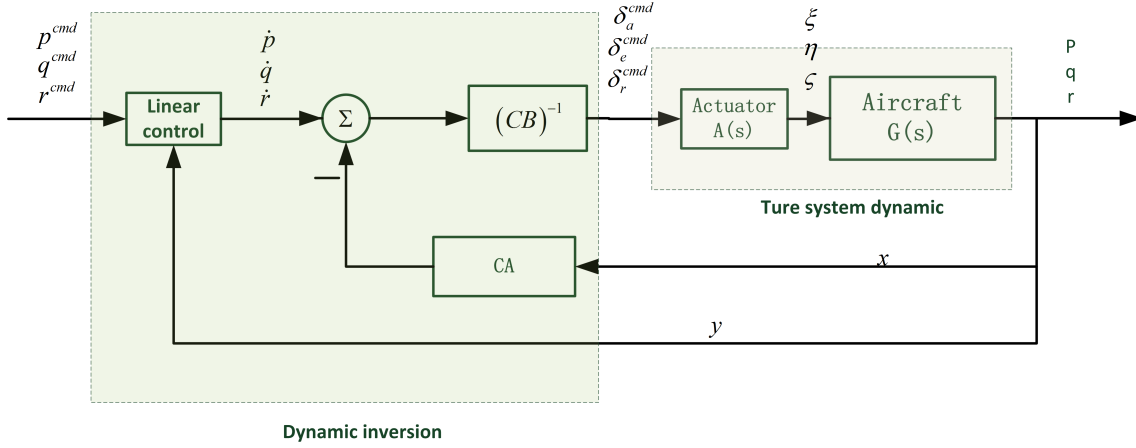 p^{cmd}
q^{cmd}
r^{cmd}
Linear
control
ṗ
q̇
ṙ
Σ
−
(CB)^{-1}
δ_a^{cmd}
δ_e^{cmd}
δ_r^{cmd}
Actuator
A(s)
ξ
η
ς
Aircraft
G(s)
P
q
r
Ture system dynamic
CA
x
y
Dynamic inversion